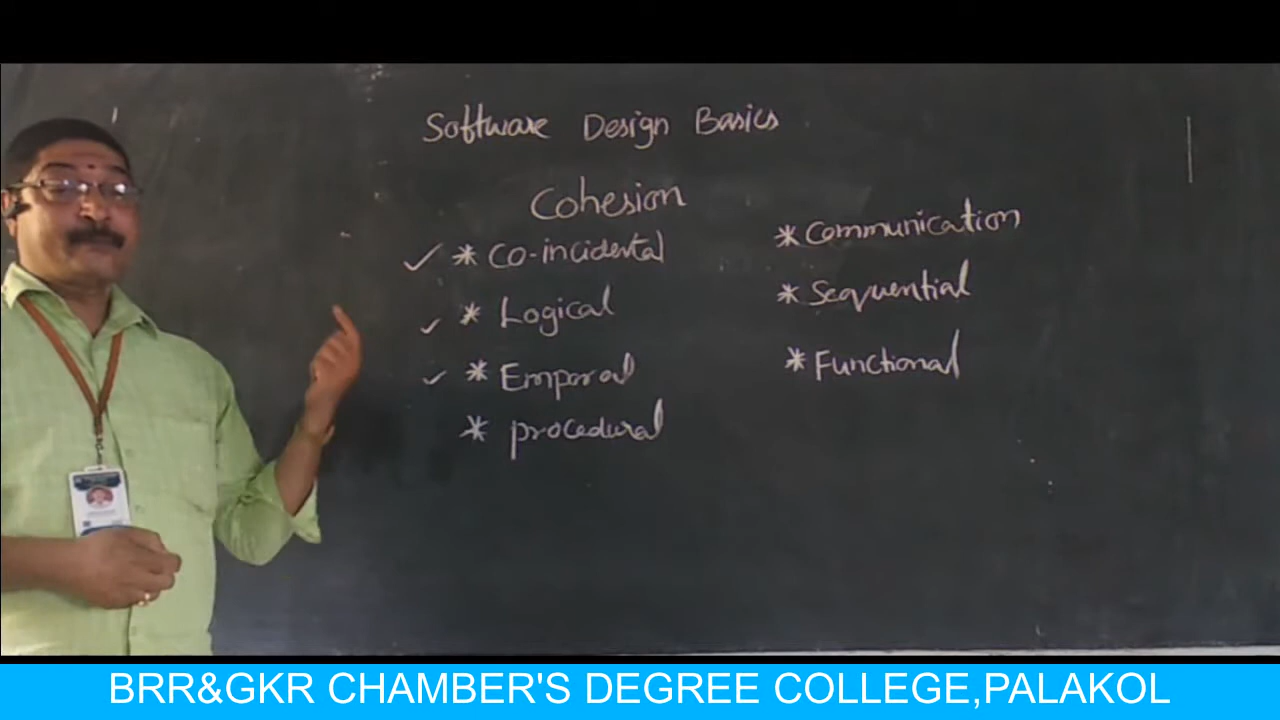 Software Design Basics
Cohesion
✓ * Co-incidental
✓ * Logical
✓ * Emporal
* procedural
* Communication
* Sequential
* Functional
BRR&GKR CHAMBER'S DEGREE COLLEGE,PALAKOL